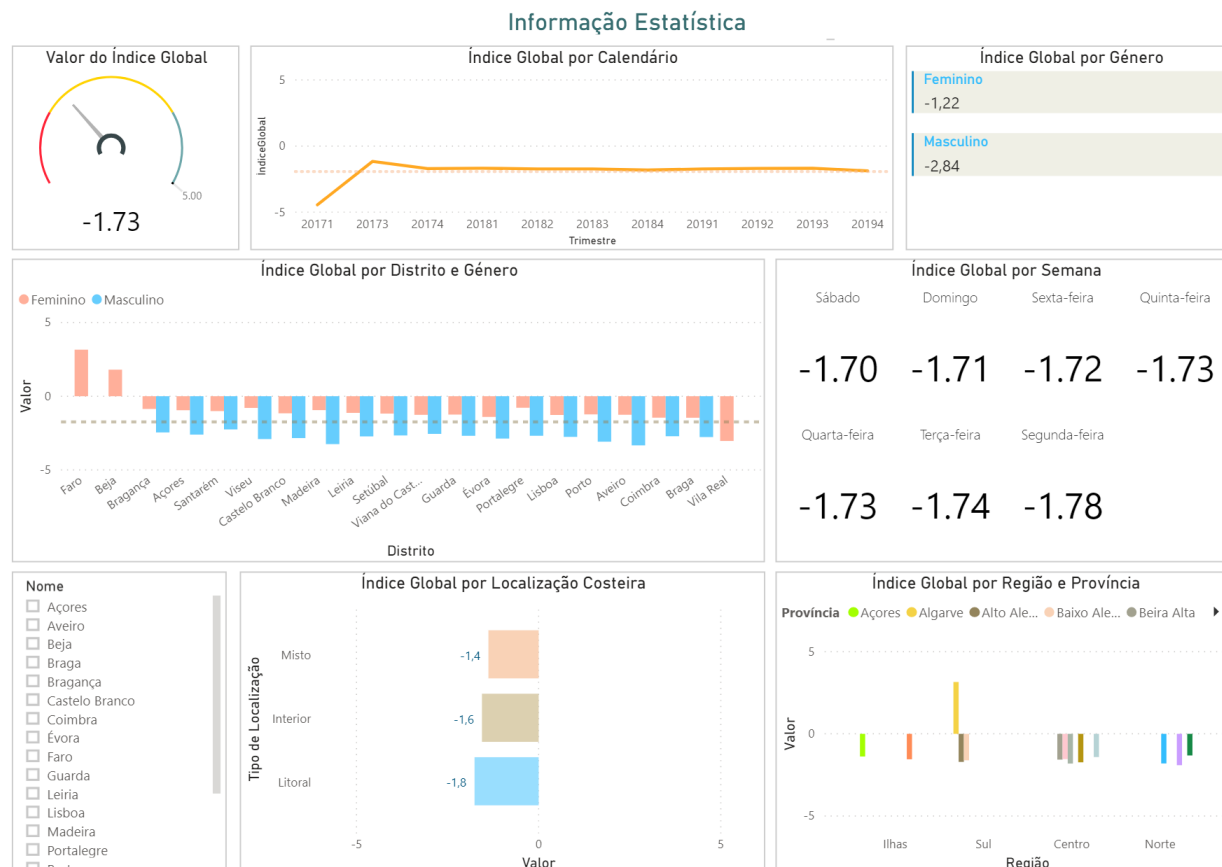 Informação Estatística
Valor do Índice Global
5.00
-1.73
Índice Global por Calendário
ÍndiceGlobal
5
0
-5
20171 20173 20174 20181 20182 20183 20184 20191 20192 20193 20194
Trimestre
Índice Global por Género
Feminino
-1,22
Masculino
-2,84
Índice Global por Distrito e Género
Feminino Masculino
Valor
5
0
-5
Faro Beja Bragança Açores Santarém Viseu Castelo Branco Madeira Leiria Setúbal Viana do Cast... Guarda Évora Portalegre Lisboa Porto Aveiro Coimbra Braga Vila Real
Distrito
Índice Global por Semana
Sábado Domingo Sexta-feira Quinta-feira
-1.70 -1.71 -1.72 -1.73
Quarta-feira Terça-feira Segunda-feira
-1.73 -1.74 -1.78
Nome
Açores
Aveiro
Beja
Braga
Bragança
Castelo Branco
Coimbra
Évora
Faro
Guarda
Leiria
Lisboa
Madeira
Portalegre
Índice Global por Localização Costeira
Tipo de Localização
Misto -1,4
Interior -1,6
Litoral -1,8
-5 0 5
Valor
Índice Global por Região e Província
Província Açores Algarve Alto Ale... Baixo Ale... Beira Alta
Valor
5
0
-5
Ilhas Sul Centro Norte
Região